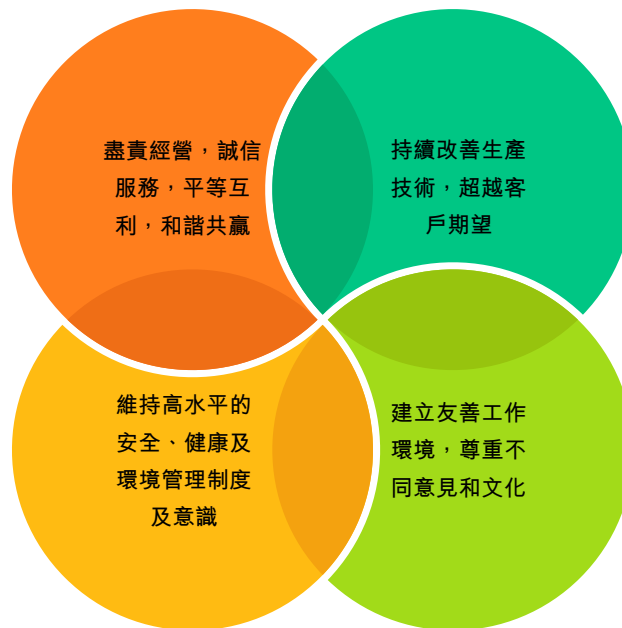 盡責經營，誠信
服務，平等互
利，和諧共贏
持續改善生產
技術，超越客
戶期望
維持高水平的
安全、健康及
環境管理制度
及意識
建立友善工作
環境，尊重不
同意見和文化